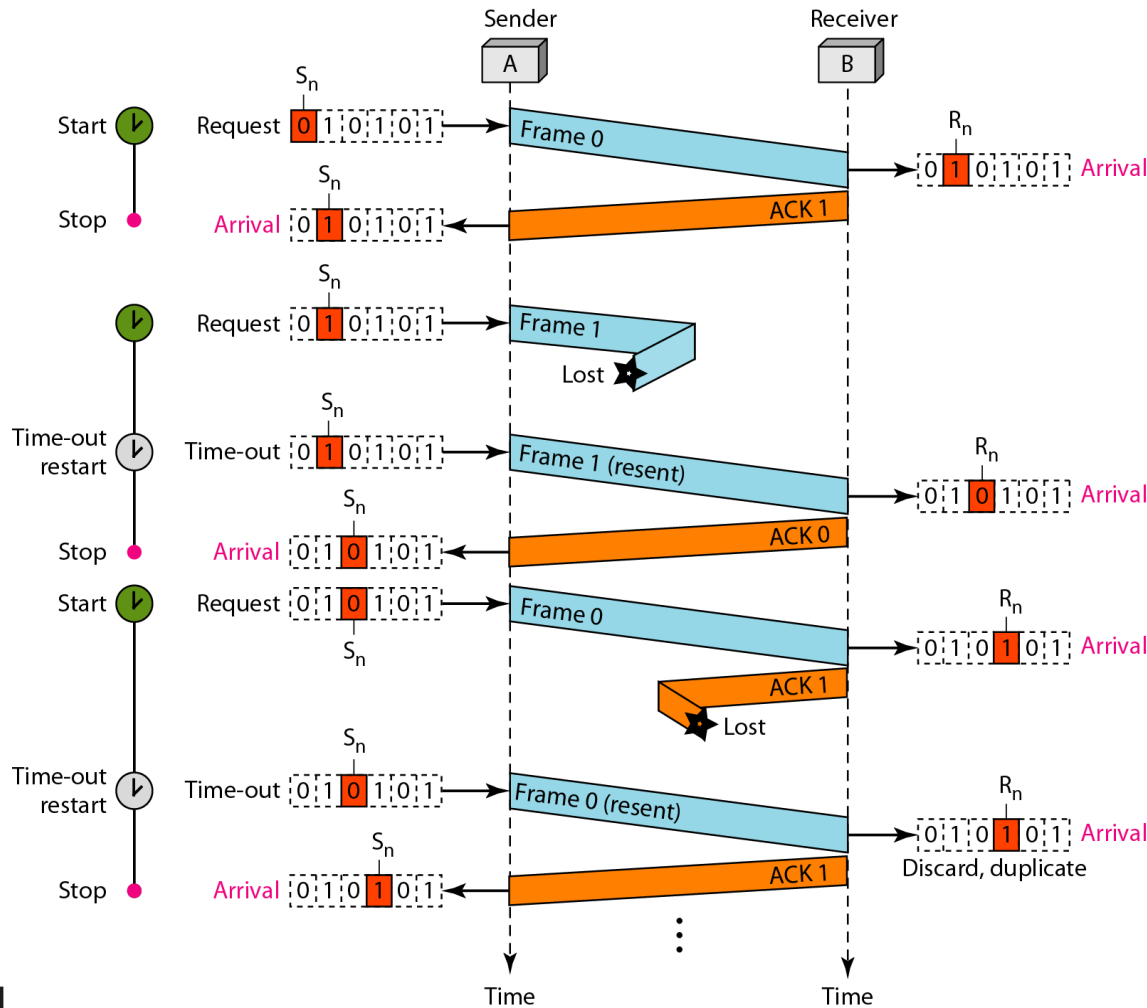 Sender Receiver
A B
Sn
Start Request 0 1 0 1 0 1 Frame 0
Rn
0 1 0 1 0 1 Arrival
Sn
Stop Arrival 0 1 0 1 0 1 ACK 1
Sn
Request 0 1 0 1 0 1 Frame 1
Lost
Sn
Time-out
restart
Time-out 0 1 0 1 0 1 Frame 1 (resent)
Rn
0 1 0 1 0 1 Arrival
Sn
Stop Arrival 0 1 0 1 0 1 ACK 0
Start Request 0 1 0 1 0 1 Frame 0
Sn
Rn
0 1 0 1 0 1 Arrival
ACK 1
Lost
Sn
Time-out
restart
Time-out 0 1 0 1 0 1 Frame 0 (resent)
Rn
0 1 0 1 0 1 Arrival
Discard, duplicate
Sn
Stop Arrival 0 1 0 1 0 1 ACK 1
Time Time